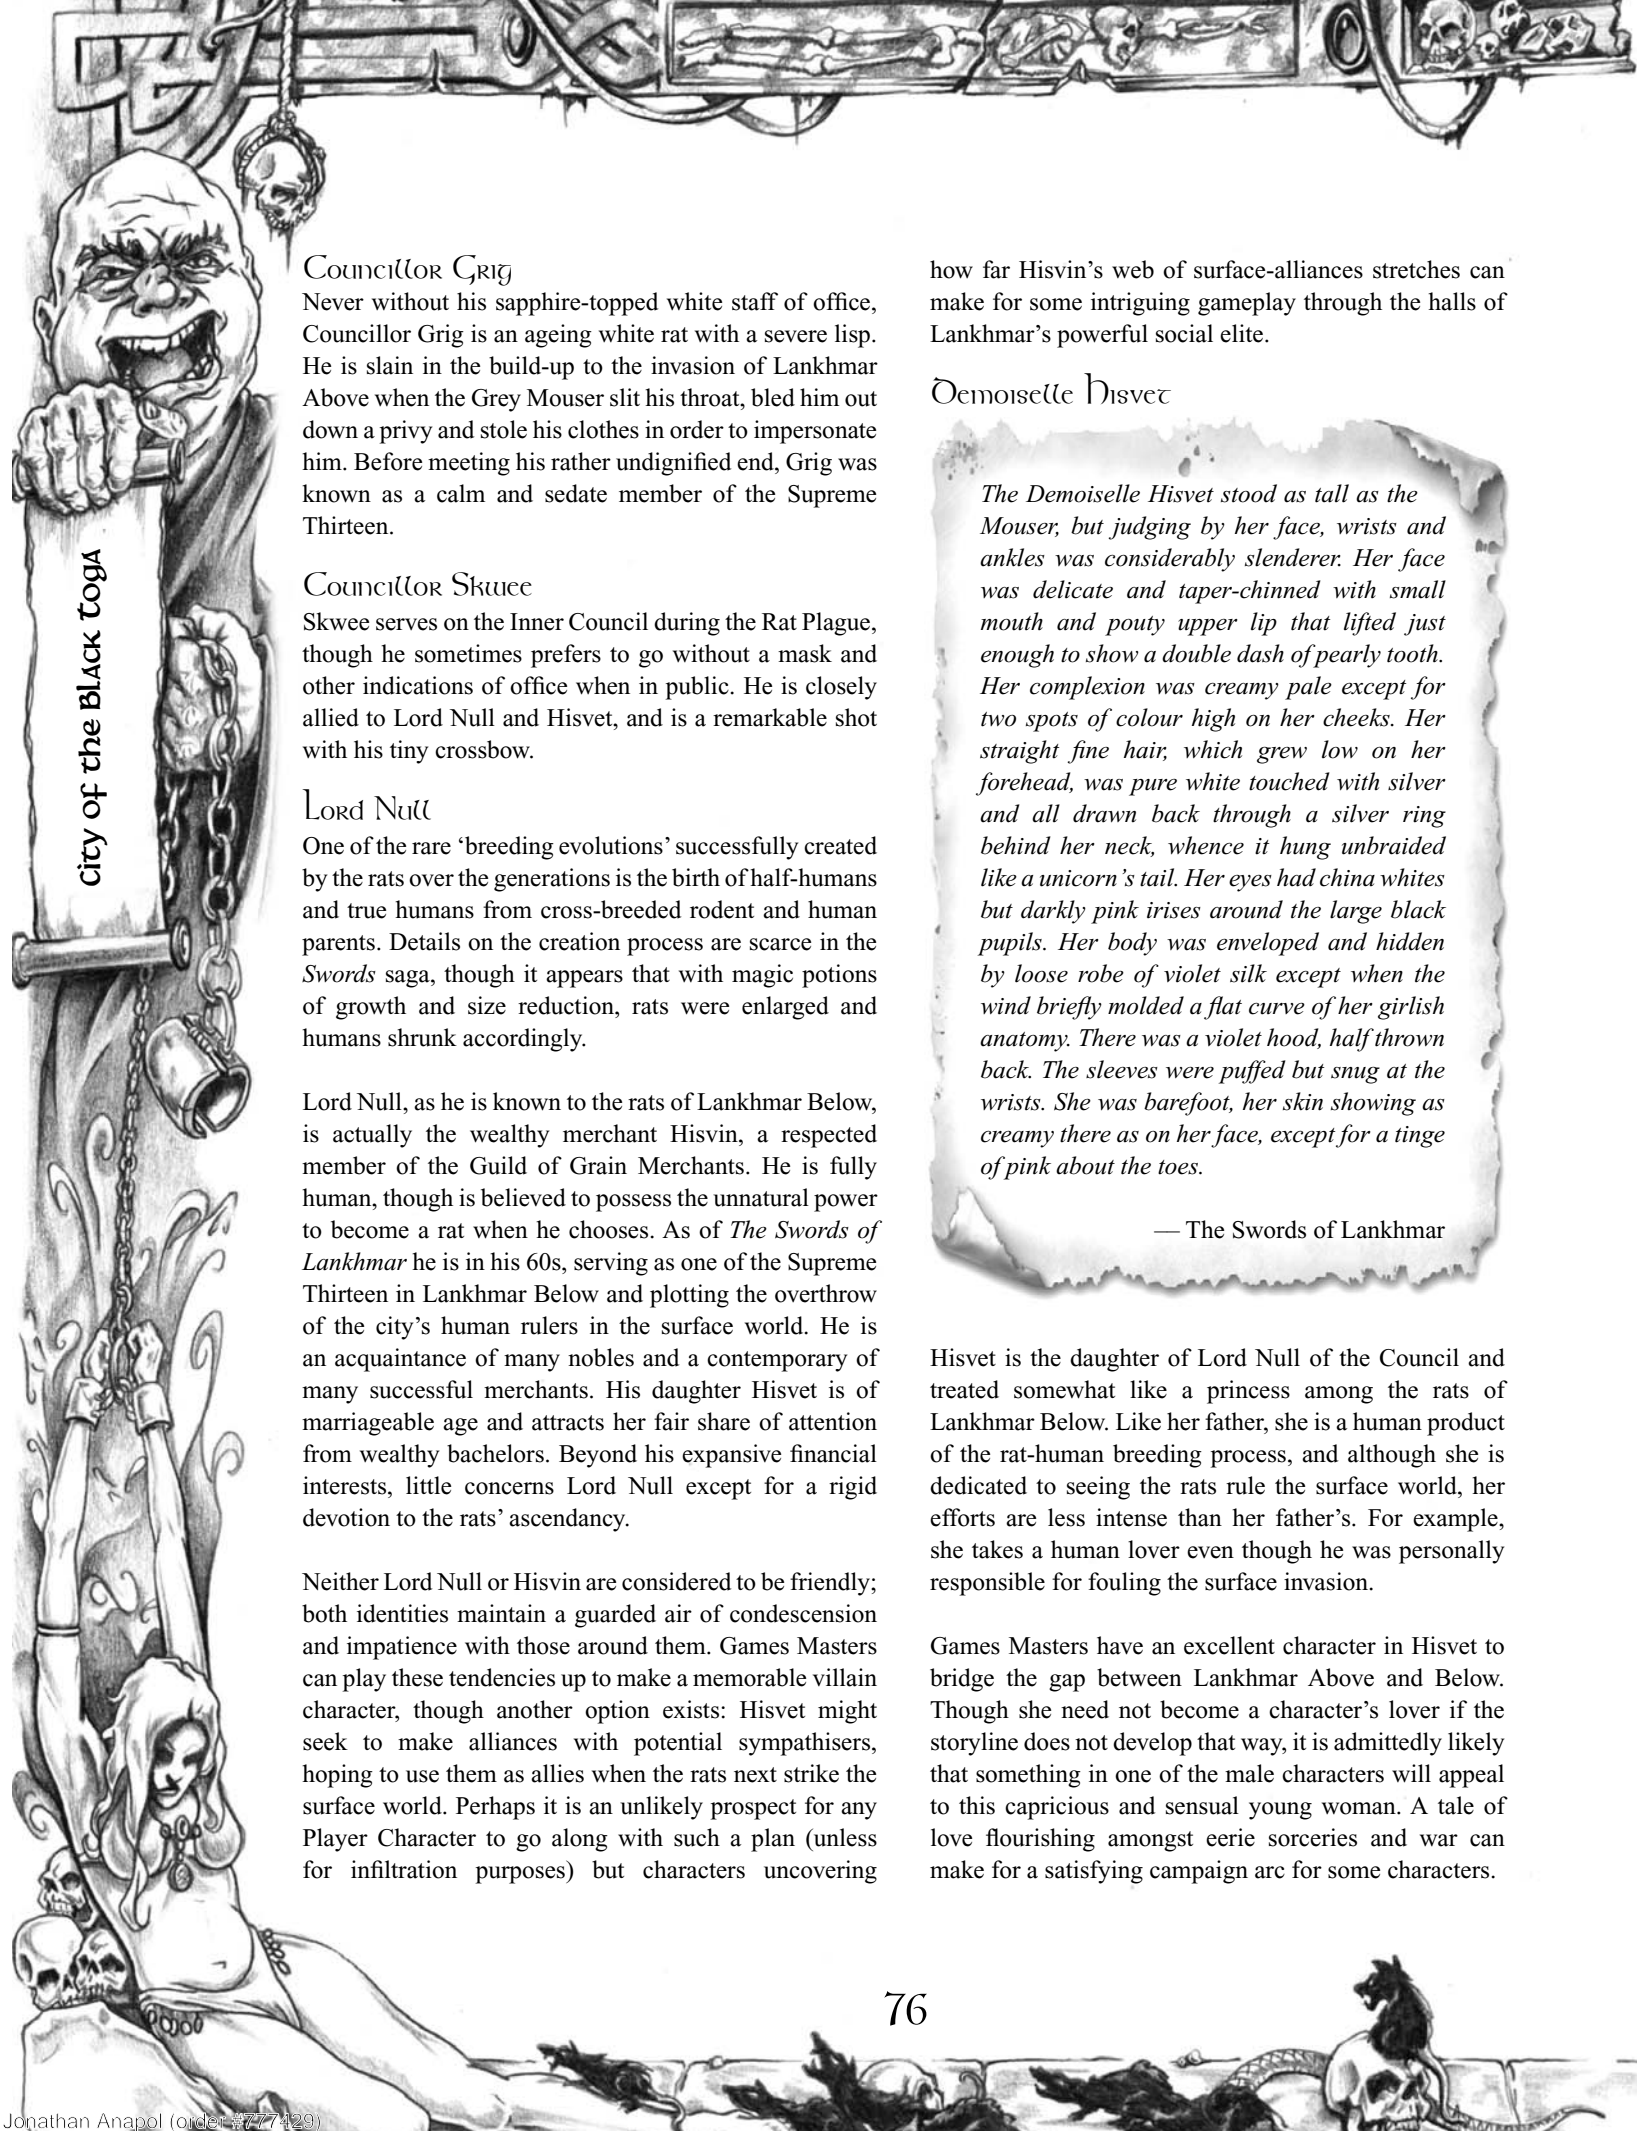 City of the Black Toga
Councillor Grig
Never without his sapphire-topped white staff of office,
Councillor Grig is an ageing white rat with a severe lisp.
He is slain in the build-up to the invasion of Lankhmar
Above when the Grey Mouser slit his throat, bled him out
down a privy and stole his clothes in order to impersonate
him. Before meeting his rather undignified end, Grig was
known as a calm and sedate member of the Supreme
Thirteen.
Councillor Skwee
Skwee serves on the Inner Council during the Rat Plague,
though he sometimes prefers to go without a mask and
other indications of office when in public. He is closely
allied to Lord Null and Hisvet, and is a remarkable shot
with his tiny crossbow.
Lord Null
One of the rare ‘breeding evolutions’ successfully created
by the rats over the generations is the birth of half-humans
and true humans from cross-breeded rodent and human
parents. Details on the creation process are scarce in the
Swords saga, though it appears that with magic potions
of growth and size reduction, rats were enlarged and
humans shrunk accordingly.
Lord Null, as he is known to the rats of Lankhmar Below,
is actually the wealthy merchant Hisvin, a respected
member of the Guild of Grain Merchants. He is fully
human, though is believed to possess the unnatural power
to become a rat when he chooses. As of The Swords of
Lankhmar he is in his 60s, serving as one of the Supreme
Thirteen in Lankhmar Below and plotting the overthrow
of the city’s human rulers in the surface world. He is
an acquaintance of many nobles and a contemporary of
many successful merchants. His daughter Hisvet is of
marriageable age and attracts her fair share of attention
from wealthy bachelors. Beyond his expansive financial
interests, little concerns Lord Null except for a rigid
devotion to the rats’ ascendancy.
Neither Lord Null or Hisvin are considered to be friendly;
both identities maintain a guarded air of condescension
and impatience with those around them. Games Masters
can play these tendencies up to make a memorable villain
character, though another option exists: Hisvet might
seek to make alliances with potential sympathisers,
hoping to use them as allies when the rats next strike the
surface world. Perhaps it is an unlikely prospect for any
Player Character to go along with such a plan (unless
for infiltration purposes) but characters uncovering
how far Hisvin’s web of surface-alliances stretches can
make for some intriguing gameplay through the halls of
Lankhmar’s powerful social elite.
Demoiselle Hisvet
The Demoiselle Hisvet stood as tall as the
Mouser, but judging by her face, wrists and
ankles was considerably slenderer. Her face
was delicate and taper-chinned with small
mouth and pouty upper lip that lifted just
enough to show a double dash of pearly tooth.
Her complexion was creamy pale except for
two spots of colour high on her cheeks. Her
straight fine hair, which grew low on her
forehead, was pure white touched with silver
and all drawn back through a silver ring
behind her neck, whence it hung unbraided
like a unicorn’s tail. Her eyes had china whites
but darkly pink irises around the large black
pupils. Her body was enveloped and hidden
by loose robe of violet silk except when the
wind briefly molded a flat curve of her girlish
anatomy. There was a violet hood, half thrown
back. The sleeves were puffed but snug at the
wrists. She was barefoot, her skin showing as
creamy there as on her face, except for a tinge
of pink about the toes.
— The Swords of Lankhmar
Hisvet is the daughter of Lord Null of the Council and
treated somewhat like a princess among the rats of
Lankhmar Below. Like her father, she is a human product
of the rat-human breeding process, and although she is
dedicated to seeing the rats rule the surface world, her
efforts are less intense than her father’s. For example,
she takes a human lover even though he was personally
responsible for fouling the surface invasion.
Games Masters have an excellent character in Hisvet to
bridge the gap between Lankhmar Above and Below.
Though she need not become a character’s lover if the
storyline does not develop that way, it is admittedly likely
that something in one of the male characters will appeal
to this capricious and sensual young woman. A tale of
love flourishing amongst eerie sorceries and war can
make for a satisfying campaign arc for some characters.
76
Jonathan Anapol (order #777429)